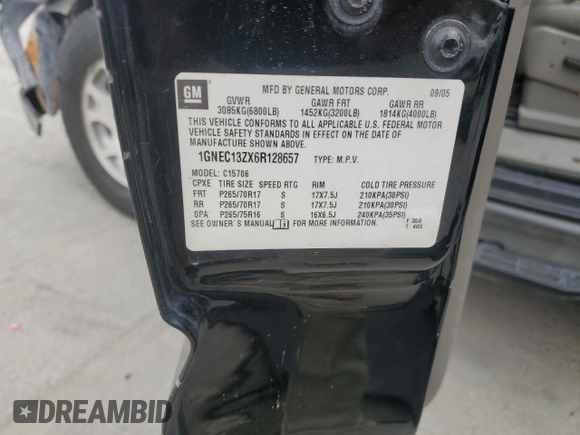 GM
MFD BY GENERAL MOTORS CORP. 09/05
GVWR GAWR FRT GAWR RR
3085KG(6800LB) 1452KG(3200LB) 1814KG(4000LB)
THIS VEHICLE CONFORMS TO ALL APPLICABLE U.S. FEDERAL MOTOR
VEHICLE SAFETY STANDARDS IN EFFECT ON THE DATE OF
MANUFACTURE SHOWN ABOVE.
1GNEC13ZX6R128657 TYPE: M.P.V.
MODEL: C15706
CPXE TIRE SIZE SPEED RTG RIM COLD TIRE PRESSURE
FRT P265/70R17 S 17X7.5J 210KPA(30PSI)
RR P265/70R17 S 17X7.5J 210KPA(30PSI)
SPA P265/75R16 S 16X6.5J 240KPA(35PSI)
SEE OWNER'S MANUAL FOR MORE INFORMATION. F 350
T 403
DREAMBID